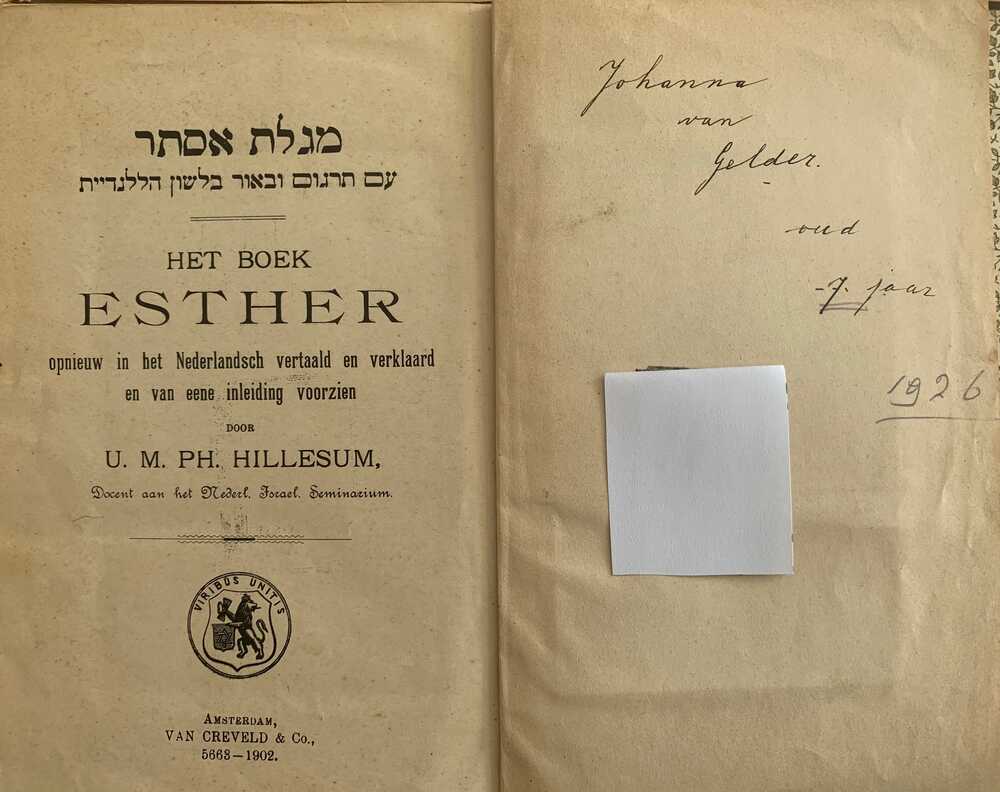 מגלת אסתר
עם תרגום ובאור בלשון הללנדיית
HET BOEK
ESTHER
opnieuw in het Nederlandsch vertaald en verklaard
en van eene inleiding voorzien
DOOR
U. M. PH. HILLESUM,
Docent aan het Nederl. Israel. Seminarium.
VIRIBUS UNITIS
AMSTERDAM,
VAN CREVELD & Co.,
5663—1902.
Johanna
van
Gelder.
oud
-7. jaar
1926